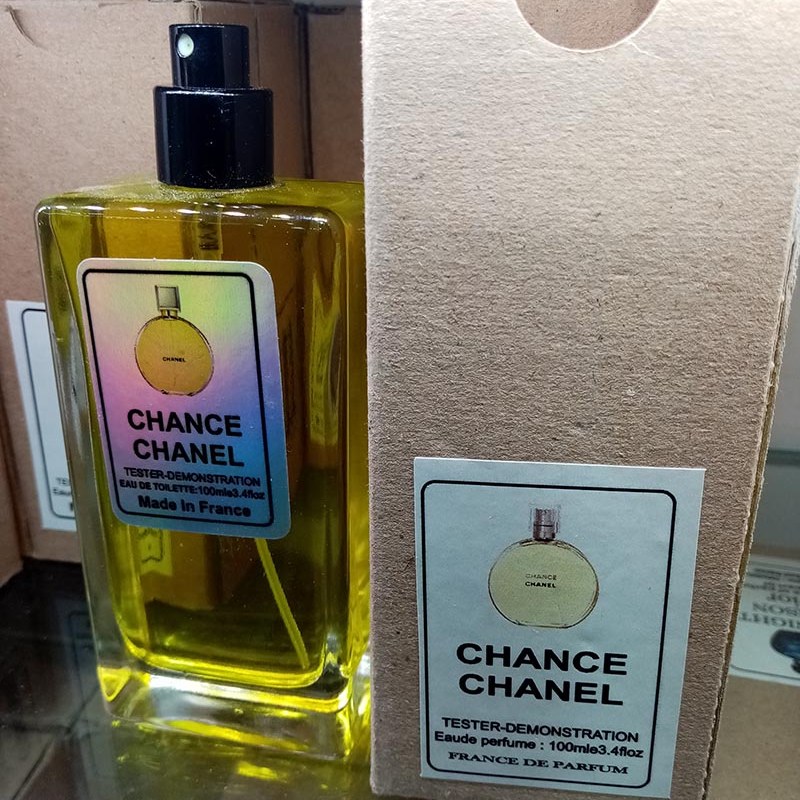 CHANEL
CHANCE
CHANEL
TESTER-DEMONSTRATION
EAU DE TOILETTE:100mle3.4floz
Made in France
CHANCE
CHANEL
CHANCE
CHANEL
TESTER-DEMONSTRATION
Eaude perfume : 100mle3.4floz
FRANCE DE PARFUM